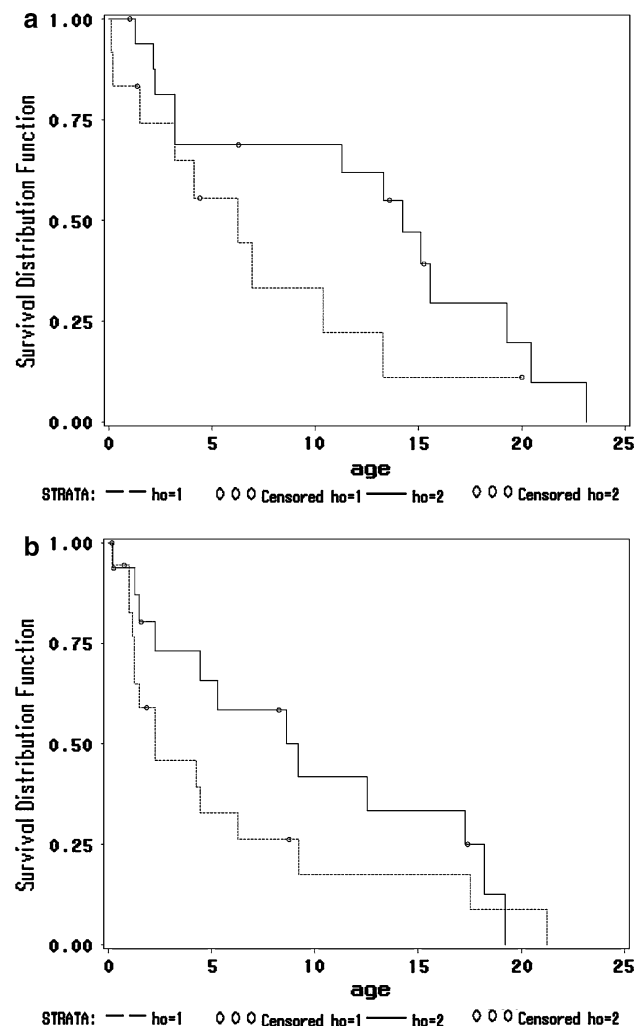 a
1.00
0.75
0.50
0.25
0.00
Survival Distribution Function
0 5 10 15 20 25
age
STRATA: ho=1 Censored ho=1 ho=2 Censored ho=2
b
1.00
0.75
0.50
0.25
0.00
Survival Distribution Function
0 5 10 15 20 25
age
STRATA: ho=1 Censored ho=1 ho=2 Censored ho=2